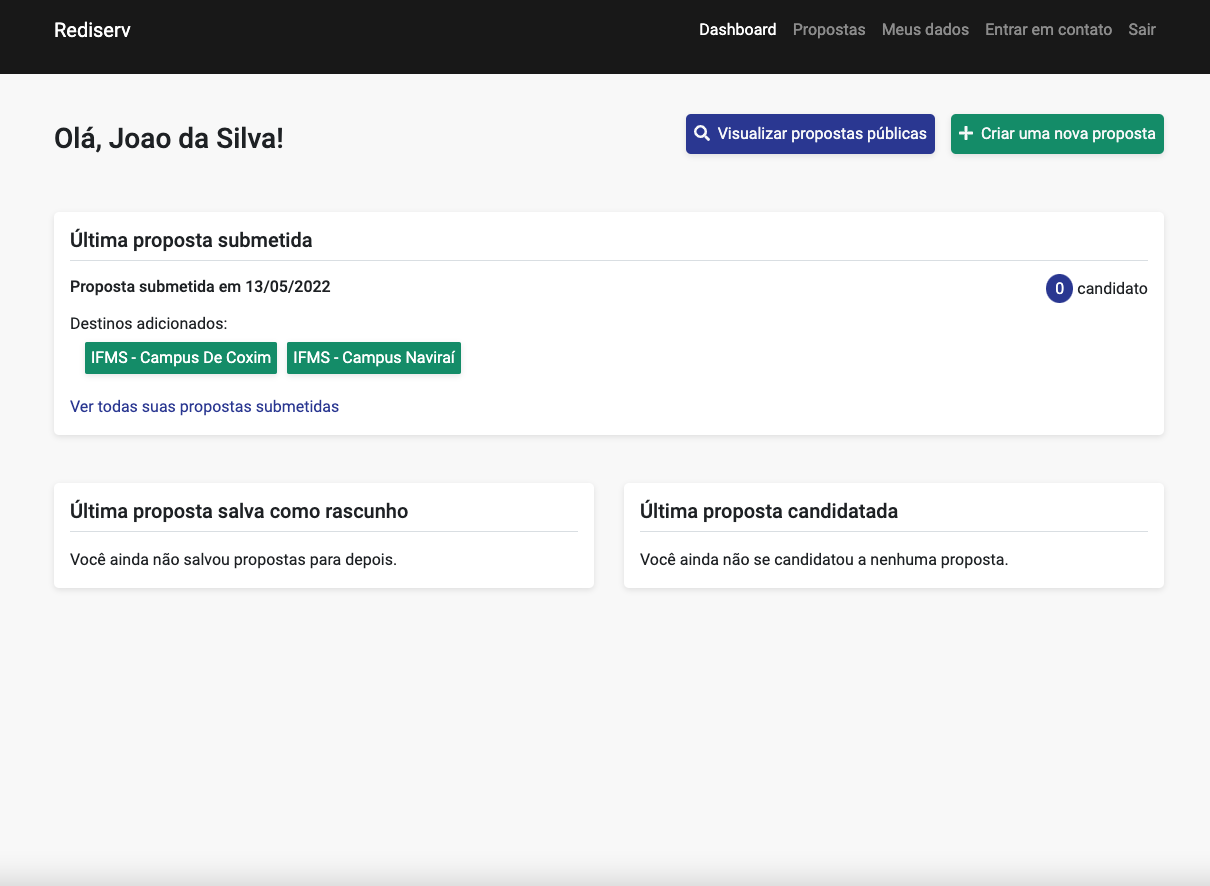 Rediserv
Dashboard Propostas Meus dados Entrar em contato Sair
Olá, Joao da Silva!
Visualizar propostas públicas
Criar uma nova proposta
Última proposta submetida
Proposta submetida em 13/05/2022
0 candidato
Destinos adicionados:
IFMS - Campus De Coxim IFMS - Campus Naviraí
Ver todas suas propostas submetidas
Última proposta salva como rascunho
Você ainda não salvou propostas para depois.
Última proposta candidatada
Você ainda não se candidatou a nenhuma proposta.